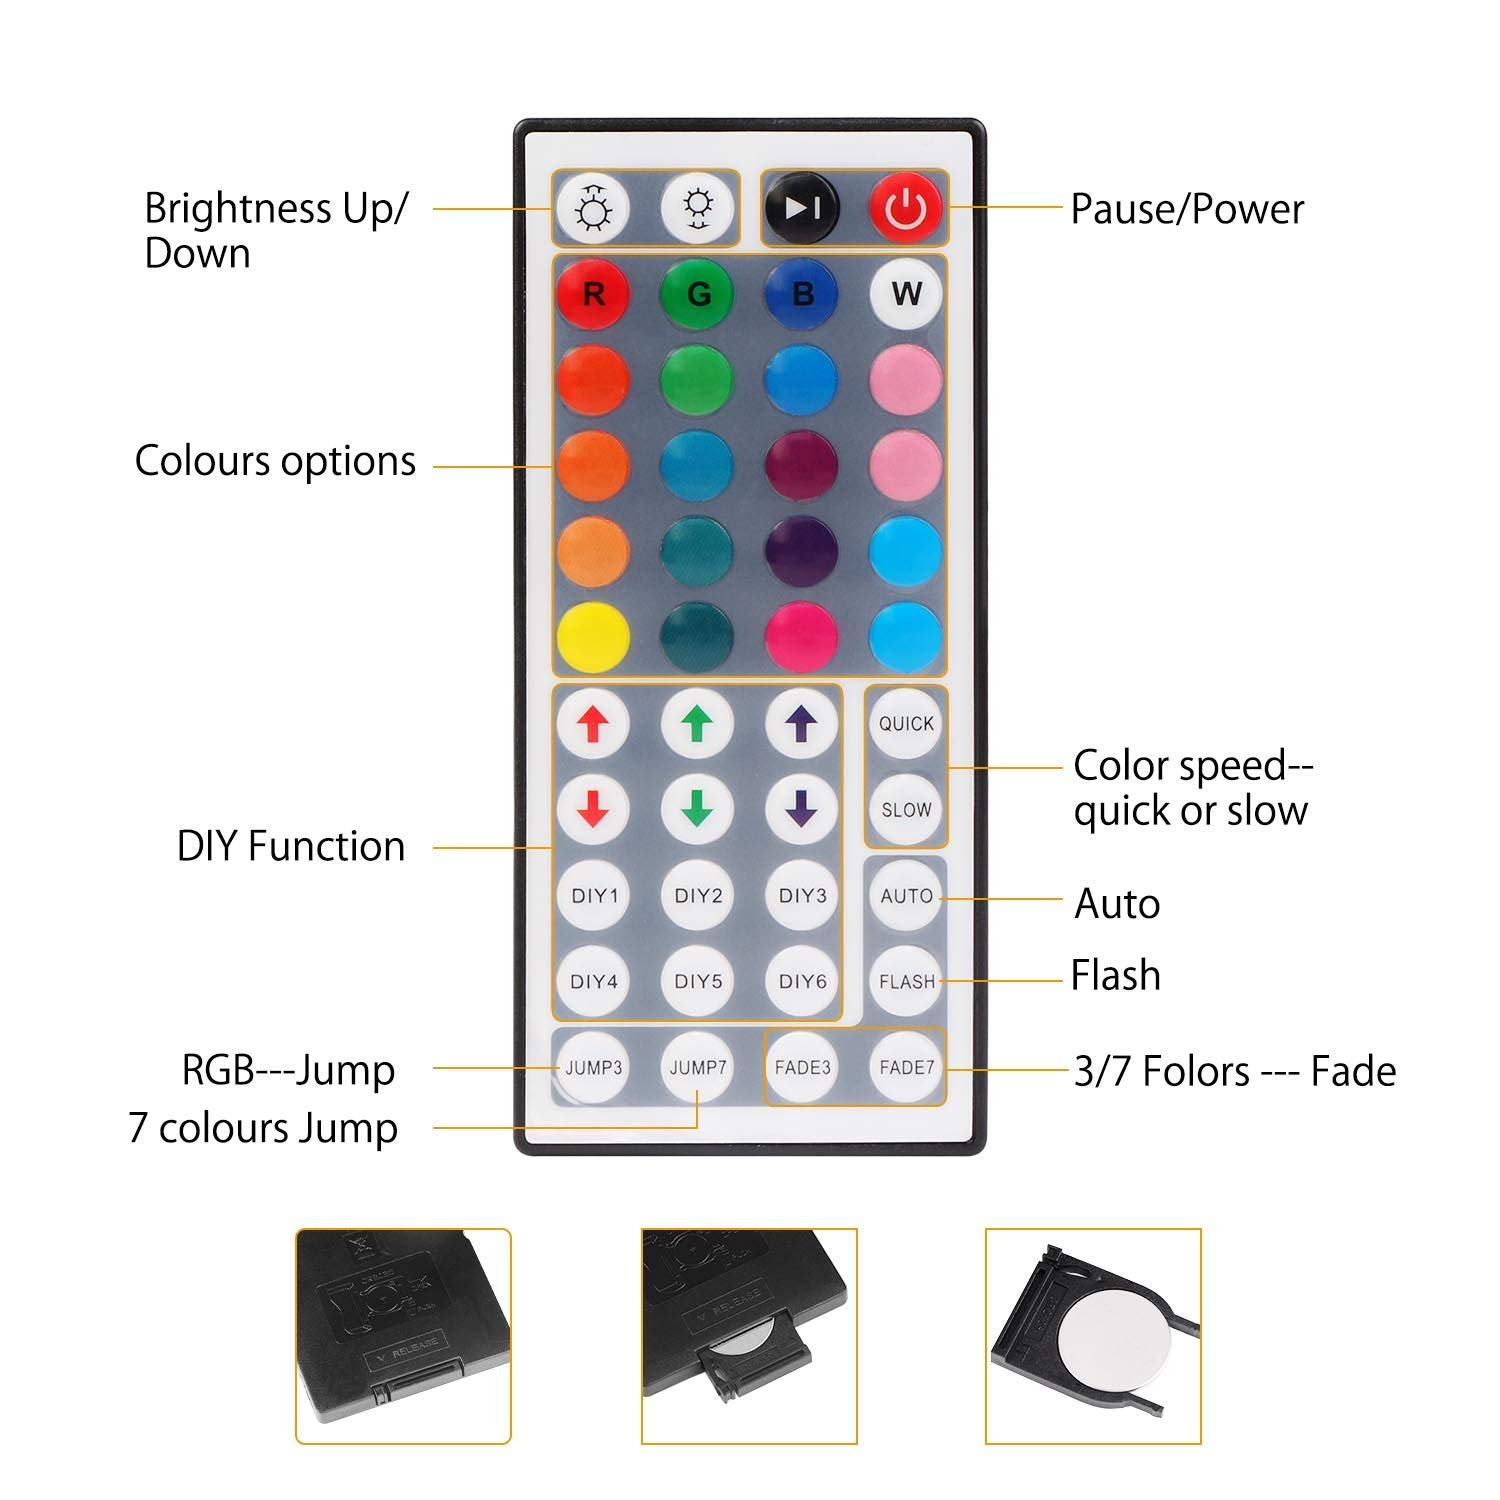 Brightness Up/
Down
Pause/Power
R G B W
Colours options
QUICK
SLOW
Color speed--
quick or slow
DIY Function
DIY1 DIY2 DIY3 AUTO
Auto
DIY4 DIY5 DIY6 FLASH
Flash
RGB---Jump
JUMP3 JUMP7 FADE3 FADE7
3/7 Folors --- Fade
7 colours Jump
RELEASE
RELEASE